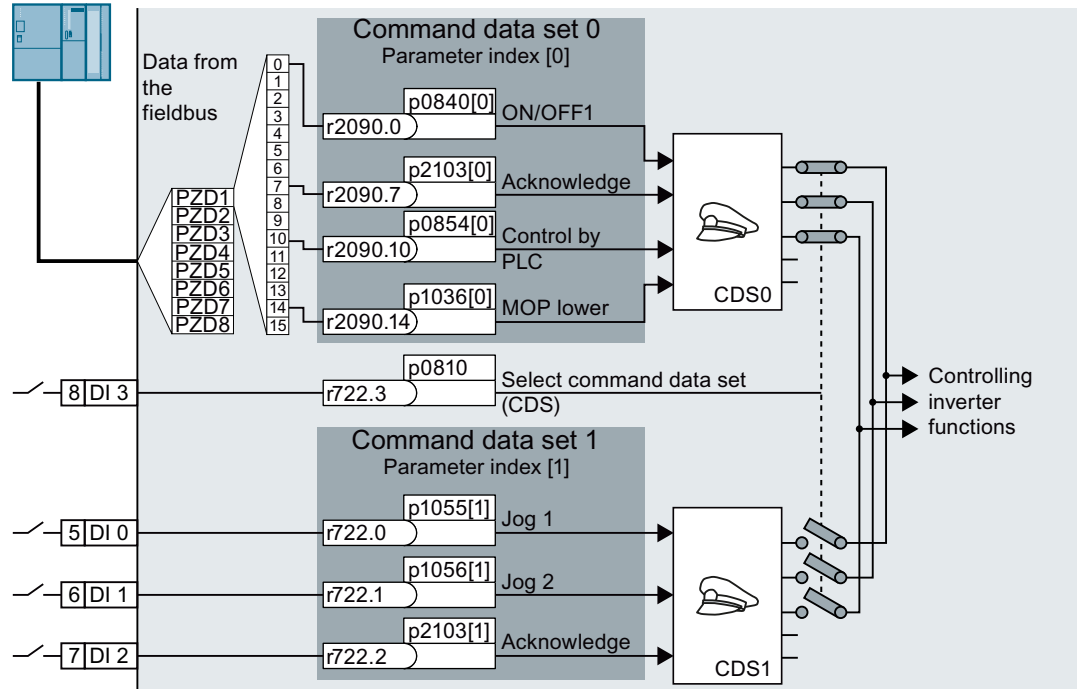 Command data set 0
Parameter index [0]
Data from
the
fieldbus
0
1
2
3
4
5
6
7
8
9
10
11
12
13
14
15
PZD1
PZD2
PZD3
PZD4
PZD5
PZD6
PZD7
PZD8
p0840[0]
r2090.0
ON/OFF1
p2103[0]
r2090.7
Acknowledge
p0854[0]
r2090.10
Control by
PLC
p1036[0]
r2090.14
MOP lower
CDS0
8 DI 3
p0810
r722.3
Select command data set
(CDS)
Controlling
inverter
functions
Command data set 1
Parameter index [1]
5 DI 0
p1055[1]
r722.0
Jog 1
6 DI 1
p1056[1]
r722.1
Jog 2
7 DI 2
p2103[1]
r722.2
Acknowledge
CDS1